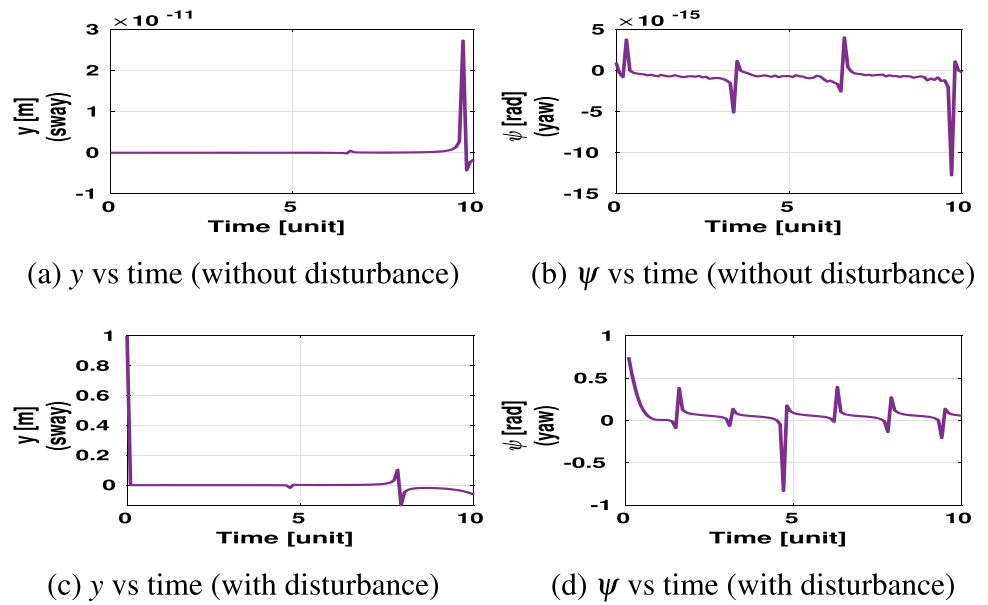 ×10 -11
3
2
1
0
-1
y [m]
(sway)
0
5
10
Time [unit]
(a) y vs time (without disturbance)
×10 -15
5
0
-5
-10
-15
ψ [rad]
(yaw)
0
5
10
Time [unit]
(b) ψ vs time (without disturbance)
1
0.8
0.6
0.4
0.2
0
y [m]
(sway)
0
5
10
Time [unit]
(c) y vs time (with disturbance)
1
0.5
0
-0.5
-1
ψ [rad]
(yaw)
0
5
10
Time [unit]
(d) ψ vs time (with disturbance)